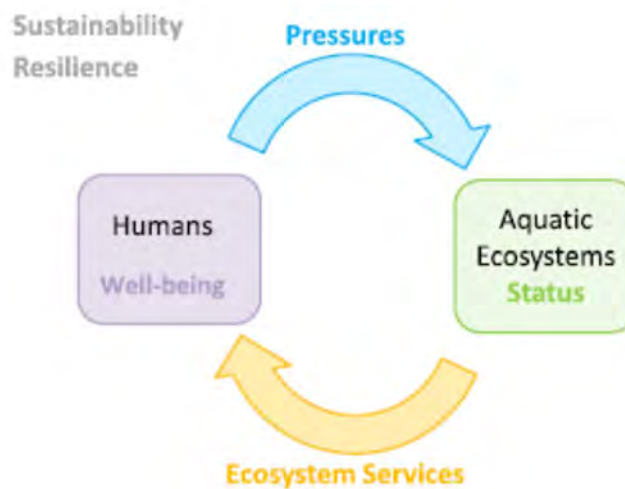 Sustainability
Resilience
Pressures
Humans
Well-being
Aquatic
Ecosystems
Status
Ecosystem Services